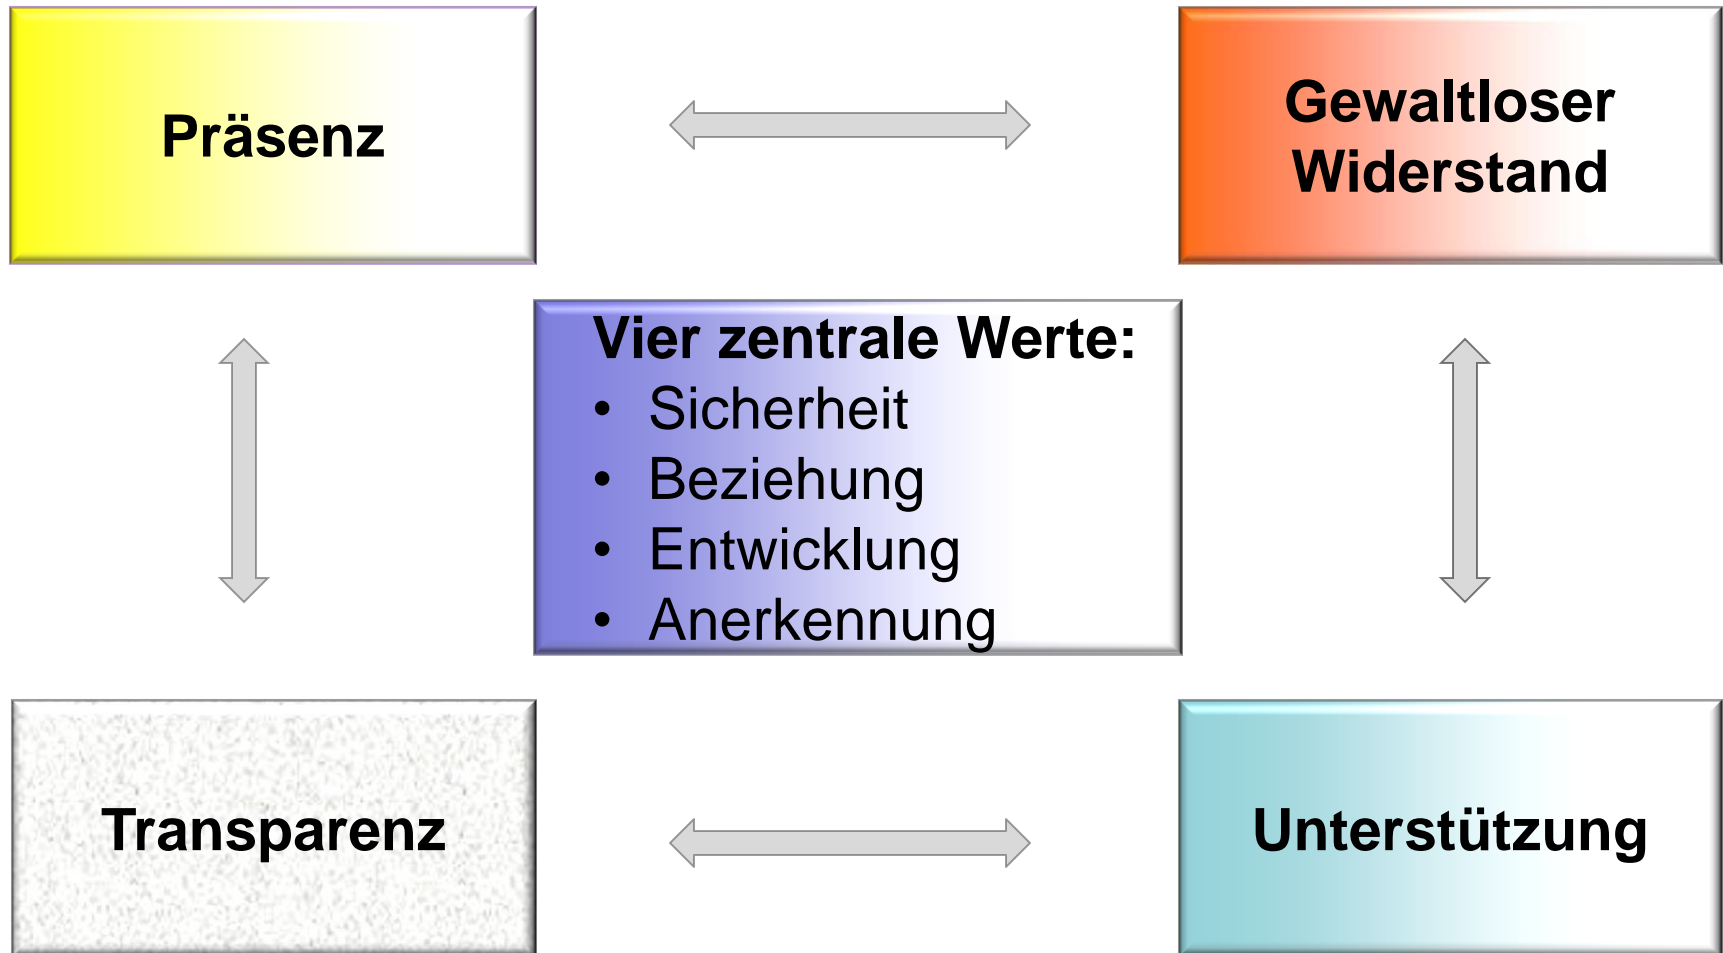 Präsenz
Gewaltloser
Widerstand
Vier zentrale Werte:
• Sicherheit
• Beziehung
• Entwicklung
• Anerkennung
Transparenz
Unterstützung